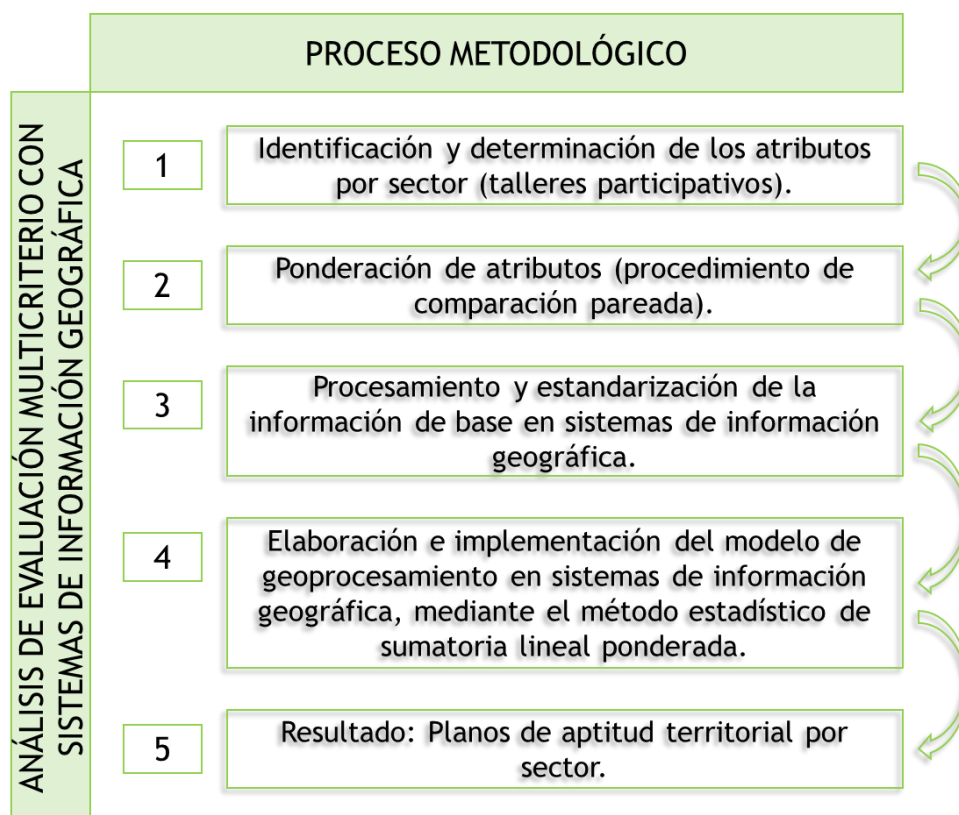 PROCESO METODOLÓGICO
ANÁLISIS DE EVALUACIÓN MULTICRITERIO CON
SISTEMAS DE INFORMACIÓN GEOGRÁFICA
1
Identificación y determinación de los atributos
por sector (talleres participativos).
2
Ponderación de atributos (procedimiento de
comparación pareada).
3
Procesamiento y estandarización de la
información de base en sistemas de información
geográfica.
4
Elaboración e implementación del modelo de
geoprocesamiento en sistemas de información
geográfica, mediante el método estadístico de
sumatoria lineal ponderada.
5
Resultado: Planos de aptitud territorial por
sector.